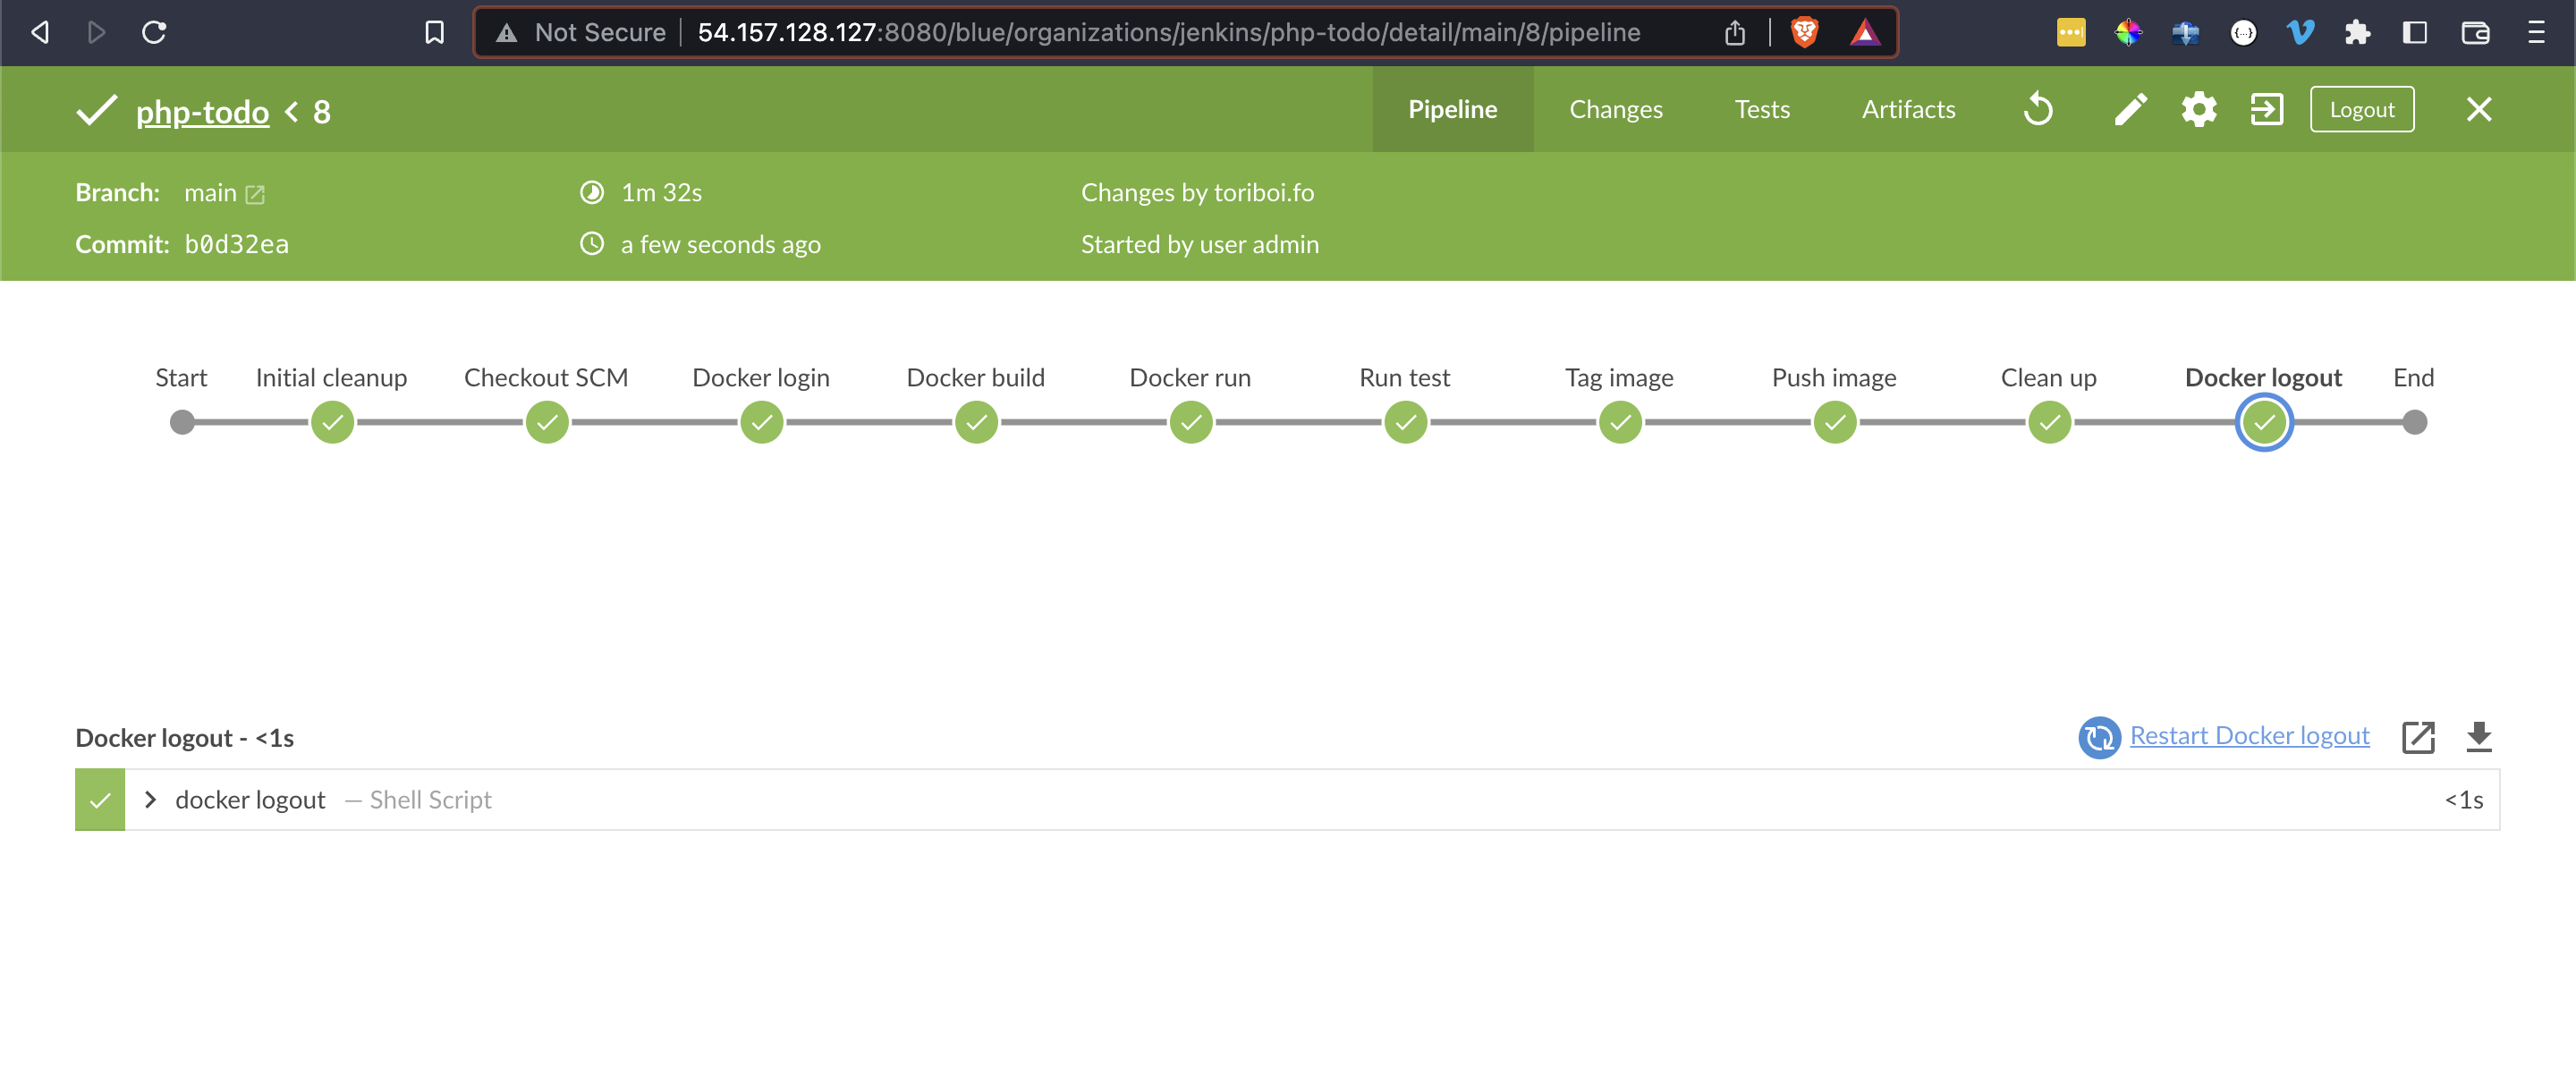 Not Secure | 54.157.128.127:8080/blue/organizations/jenkins/php-todo/detail/main/8/pipeline
php-todo < 8
Pipeline Changes Tests Artifacts Logout
Branch: main 1m 32s Changes by toriboi.fo
Commit: b0d32ea a few seconds ago Started by user admin
Start Initial cleanup Checkout SCM Docker login Docker build Docker run Run test Tag image Push image Clean up Docker logout End
Docker logout - <1s Restart Docker logout
docker logout — Shell Script <1s